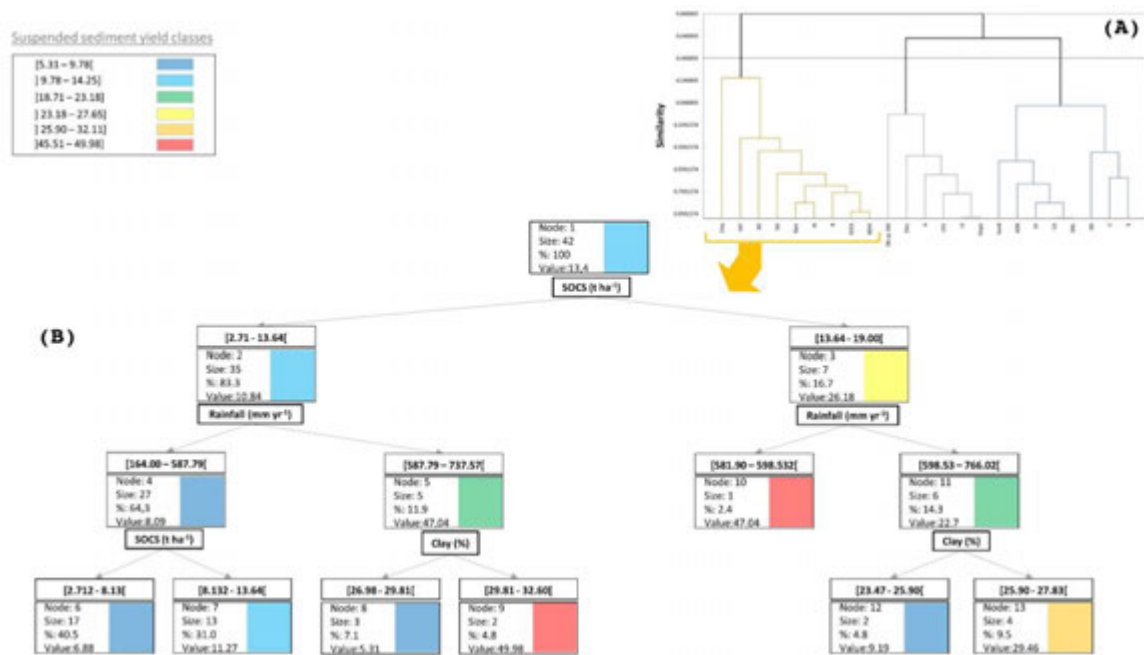 (A)
Suspended sediment yield classes
[5.31 – 9.78[
] 9.78 – 14.25]
]18.71 – 23.18]
] 23.18 – 27.65]
] 25.90 – 32.11]
]45.51 – 49.98]
Similarity
Node: 1
Size: 42
%: 100
Value:13,4
SOCS (t ha⁻¹)
(B)
[2.71 - 13.64[
Node: 2
Size: 35
%: 83.3
Value:10.84
Rainfall (mm yr⁻¹)
[13.64 - 19.00[
Node: 3
Size: 7
%: 16.7
Value:26.18
Rainfall (mm yr⁻¹)
[164.00 – 587.79[
Node: 4
Size: 27
%: 64,3
Value:8.09
SOCS (t ha⁻¹)
[587.79 – 737.57[
Node: 5
Size: 5
%: 11.9
Value:47,04
Clay (%)
[581.90 – 598.532[
Node: 10
Size: 1
%: 2.4
Value:47.04
[598.53 – 766.02[
Node: 11
Size: 6
%: 14.3
Value:22.7
Clay (%)
[2.712 - 8.13[
Node: 6
Size: 17
%: 40.5
Value:6.88
[8.132 - 13.64[
Node: 7
Size: 13
%: 31.0
Value:11.27
[26.98 - 29.81[
Node: 8
Size: 3
%: 7.1
Value:5.31
[29.81 - 32.60[
Node: 9
Size: 2
%: 4.8
Value:49.98
[23.47 - 25.90[
Node: 12
Size: 2
%: 4.8
Value:9.19
[25.90 - 27.83[
Node: 13
Size: 4
%: 9.5
Value:29.46